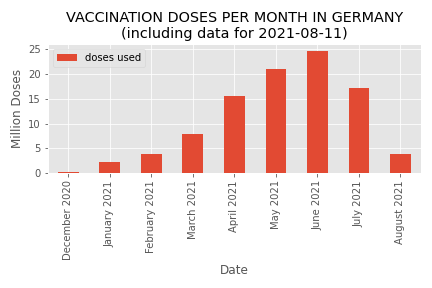 VACCINATION DOSES PER MONTH IN GERMANY
(including data for 2021-08-11)
doses used
Million Doses
25
20
15
10
5
0
December 2020
January 2021
February 2021
March 2021
April 2021
May 2021
June 2021
July 2021
August 2021
Date